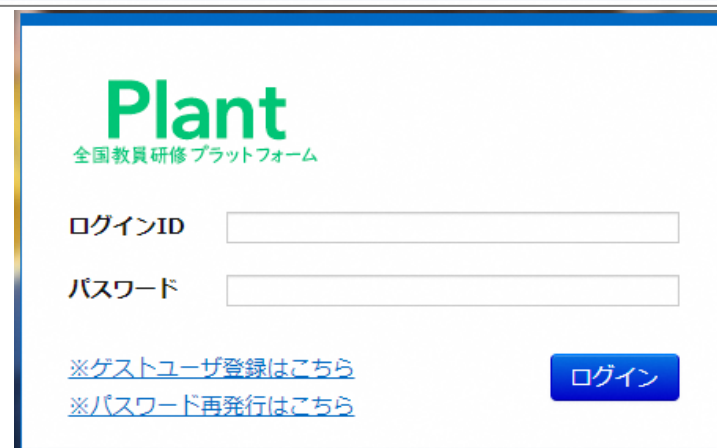 Plant
全国教員研修プラットフォーム
ログインID
パスワード
※ゲストユーザ登録はこちら
ログイン
※パスワード再発行はこちら